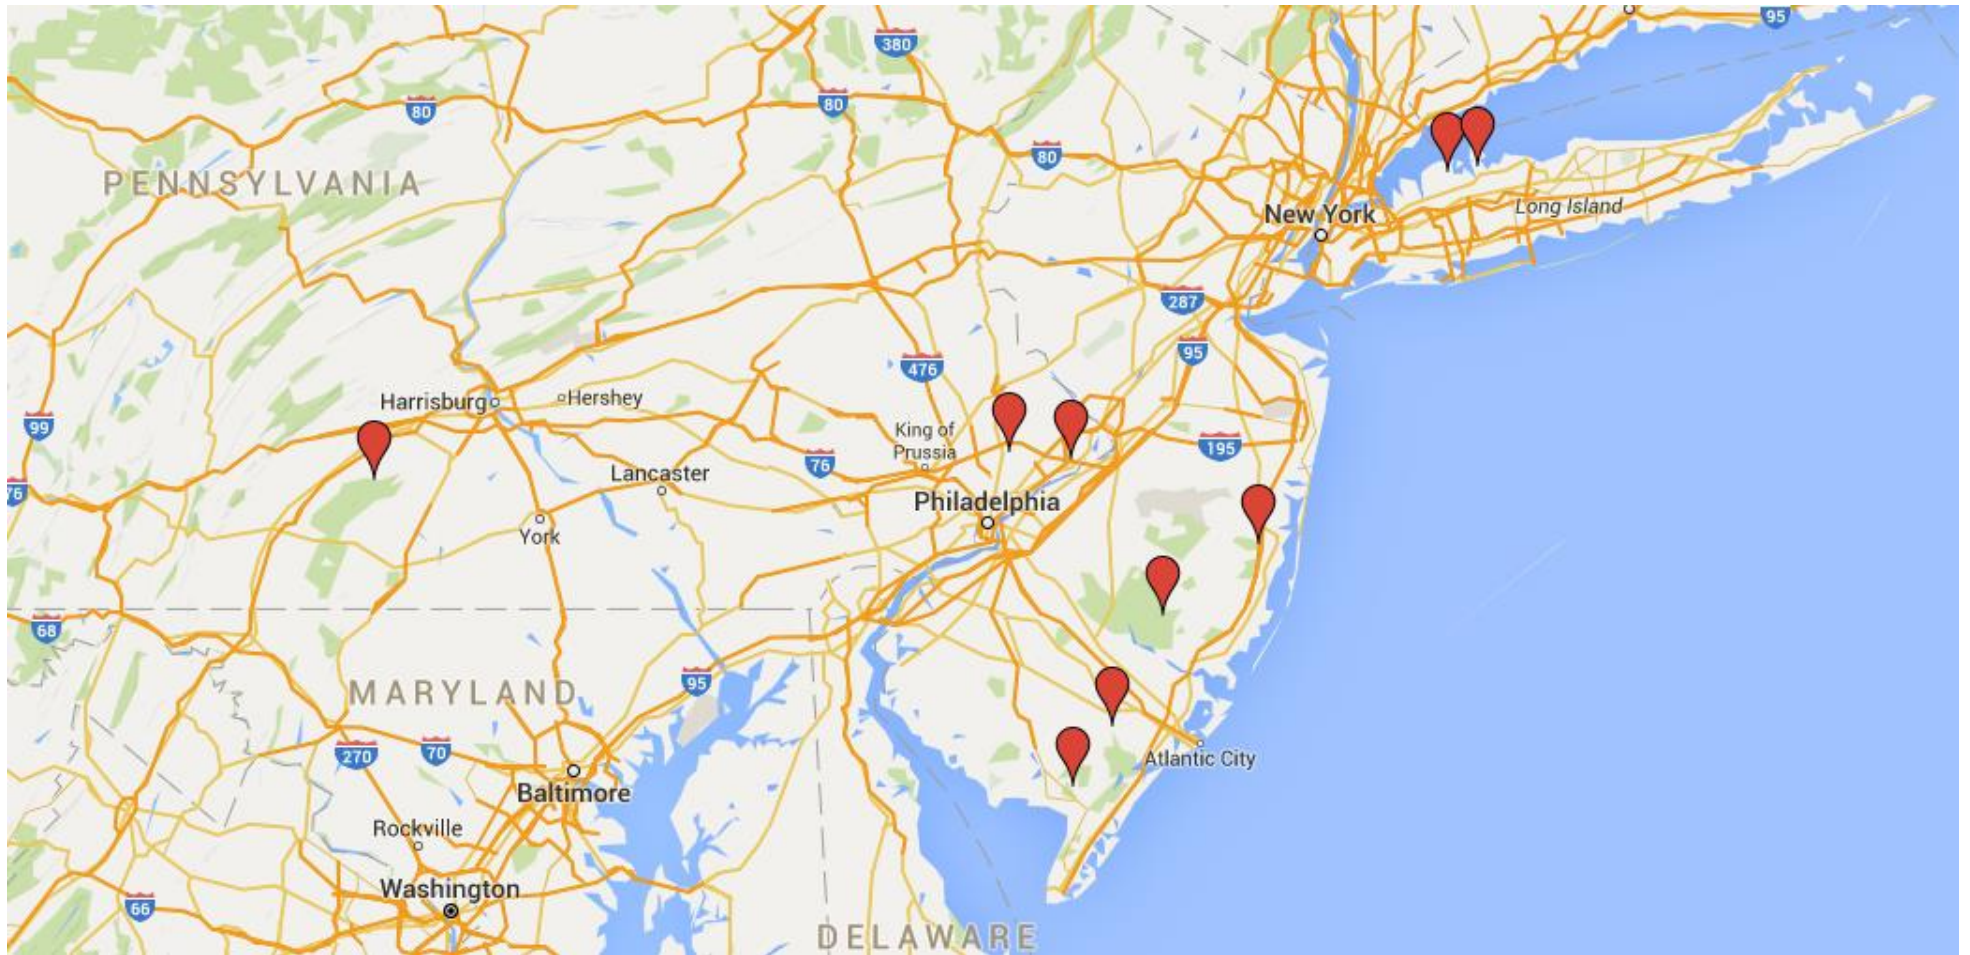 95
380
80
80
80
PENNSYLVANIA
Long Island
New York
287
95
476
Hershey
Harrisburg
99
King of
Prussia
195
76
Lancaster
76
Philadelphia
York
68
95
MARYLAND
270
70
Atlantic City
Baltimore
Rockville
Washington
66
DELAWARE